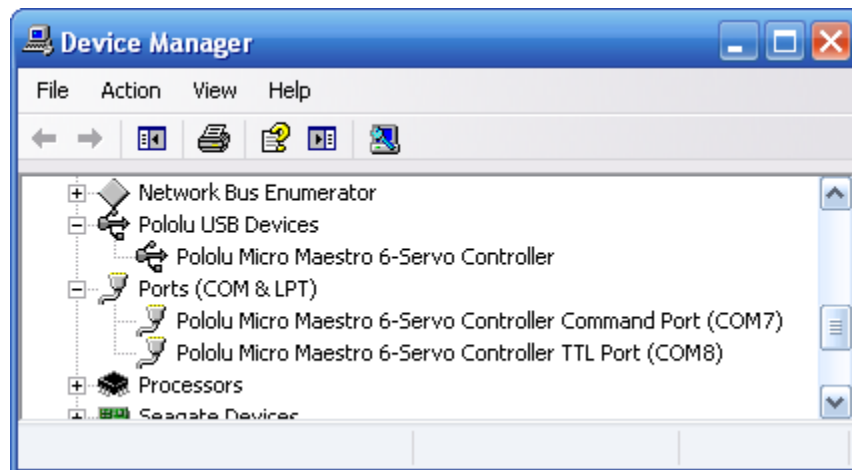 Device Manager
File Action View Help
Network Bus Enumerator
Pololu USB Devices
Pololu Micro Maestro 6-Servo Controller
Ports (COM & LPT)
Pololu Micro Maestro 6-Servo Controller Command Port (COM7)
Pololu Micro Maestro 6-Servo Controller TTL Port (COM8)
Processors
Seagate Devices